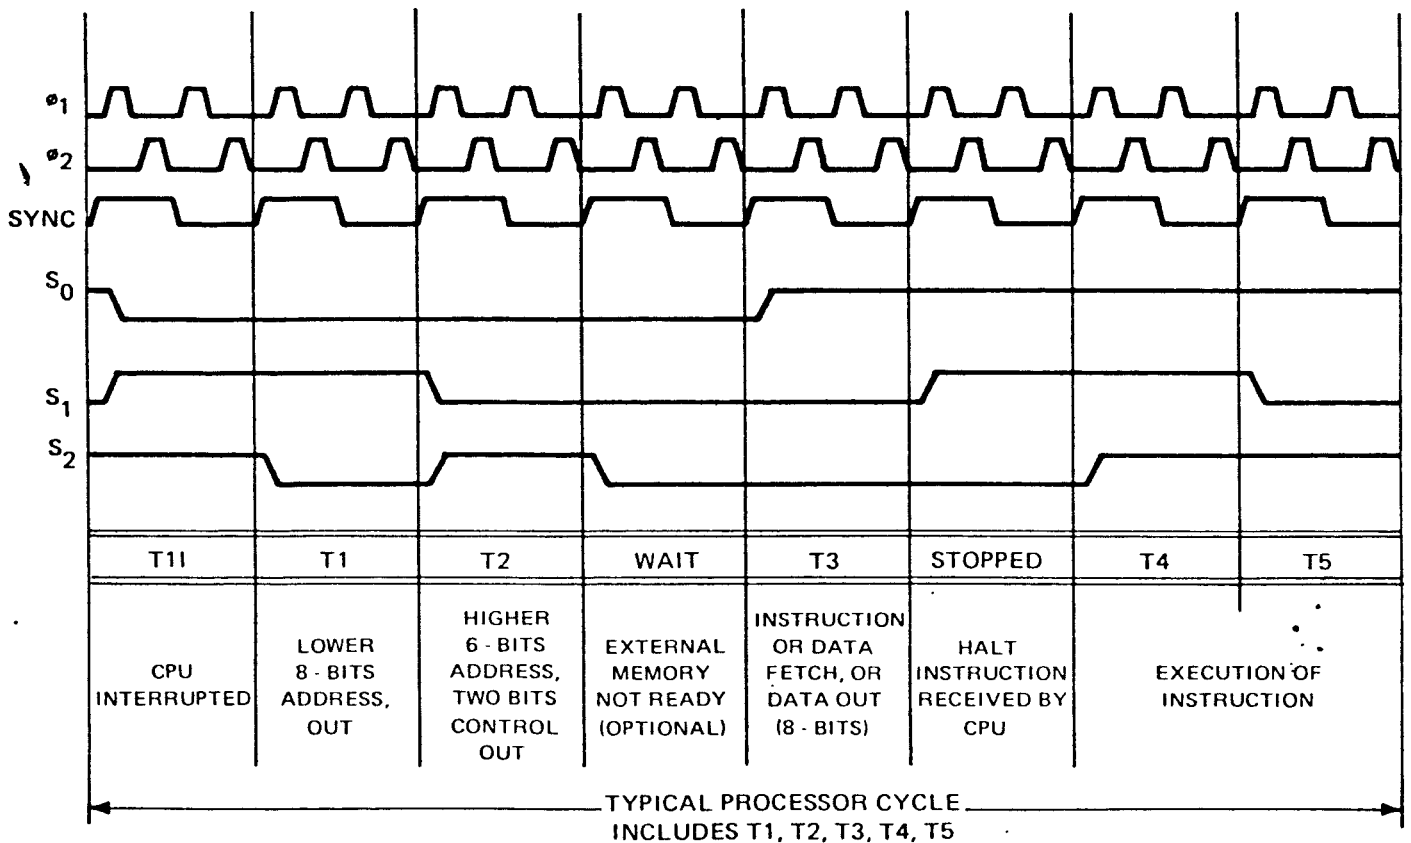 ø1
ø2
SYNC
S0
S1
S2
T1I
T1
T2
WAIT
T3
STOPPED
T4
T5
CPU
INTERRUPTED
LOWER
8 - BITS
ADDRESS,
OUT
HIGHER
6 - BITS
ADDRESS,
TWO BITS
CONTROL
OUT
EXTERNAL
MEMORY
NOT READY
(OPTIONAL)
INSTRUCTION
OR DATA
FETCH, OR
DATA OUT
(8 - BITS)
HALT
INSTRUCTION
RECEIVED BY
CPU
EXECUTION OF
INSTRUCTION
TYPICAL PROCESSOR CYCLE
INCLUDES T1, T2, T3, T4, T5